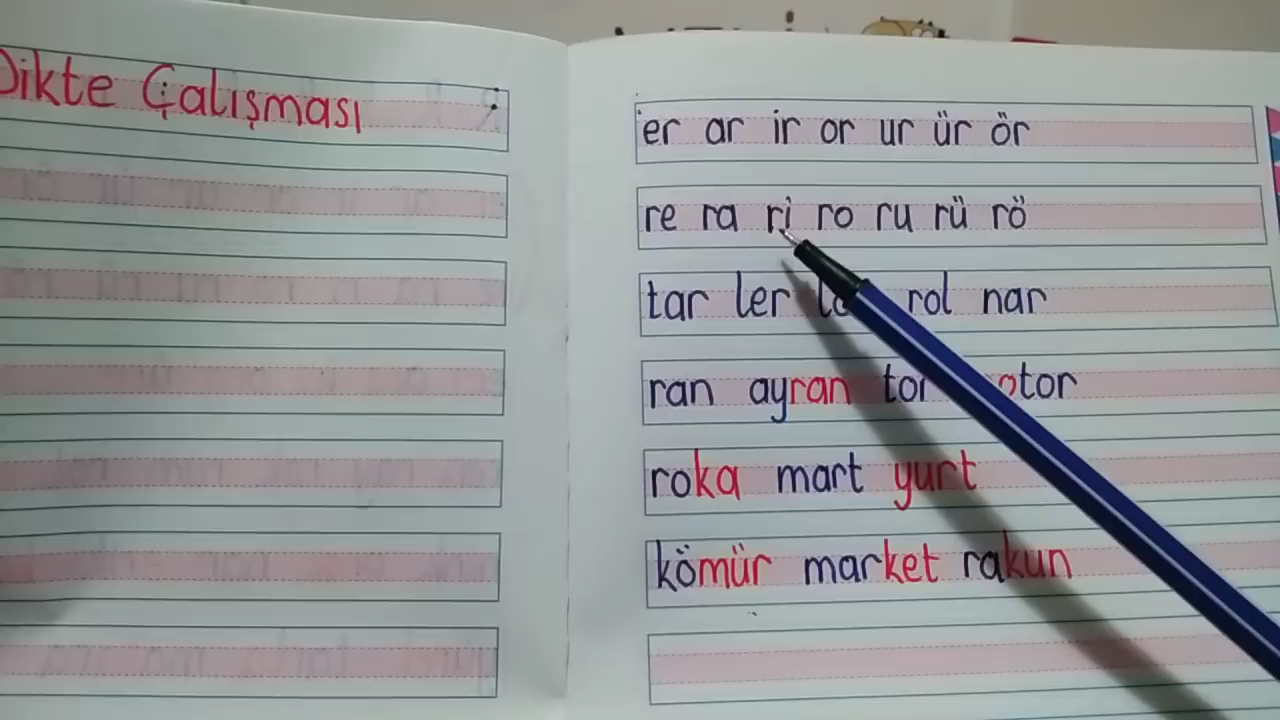 Dikte Çalışması
er ar ir or ur ür ör
re ra ri ro ru rü rö
tar ler rol nar
ran ayran tor
roka mart yurt
kömür market rakun